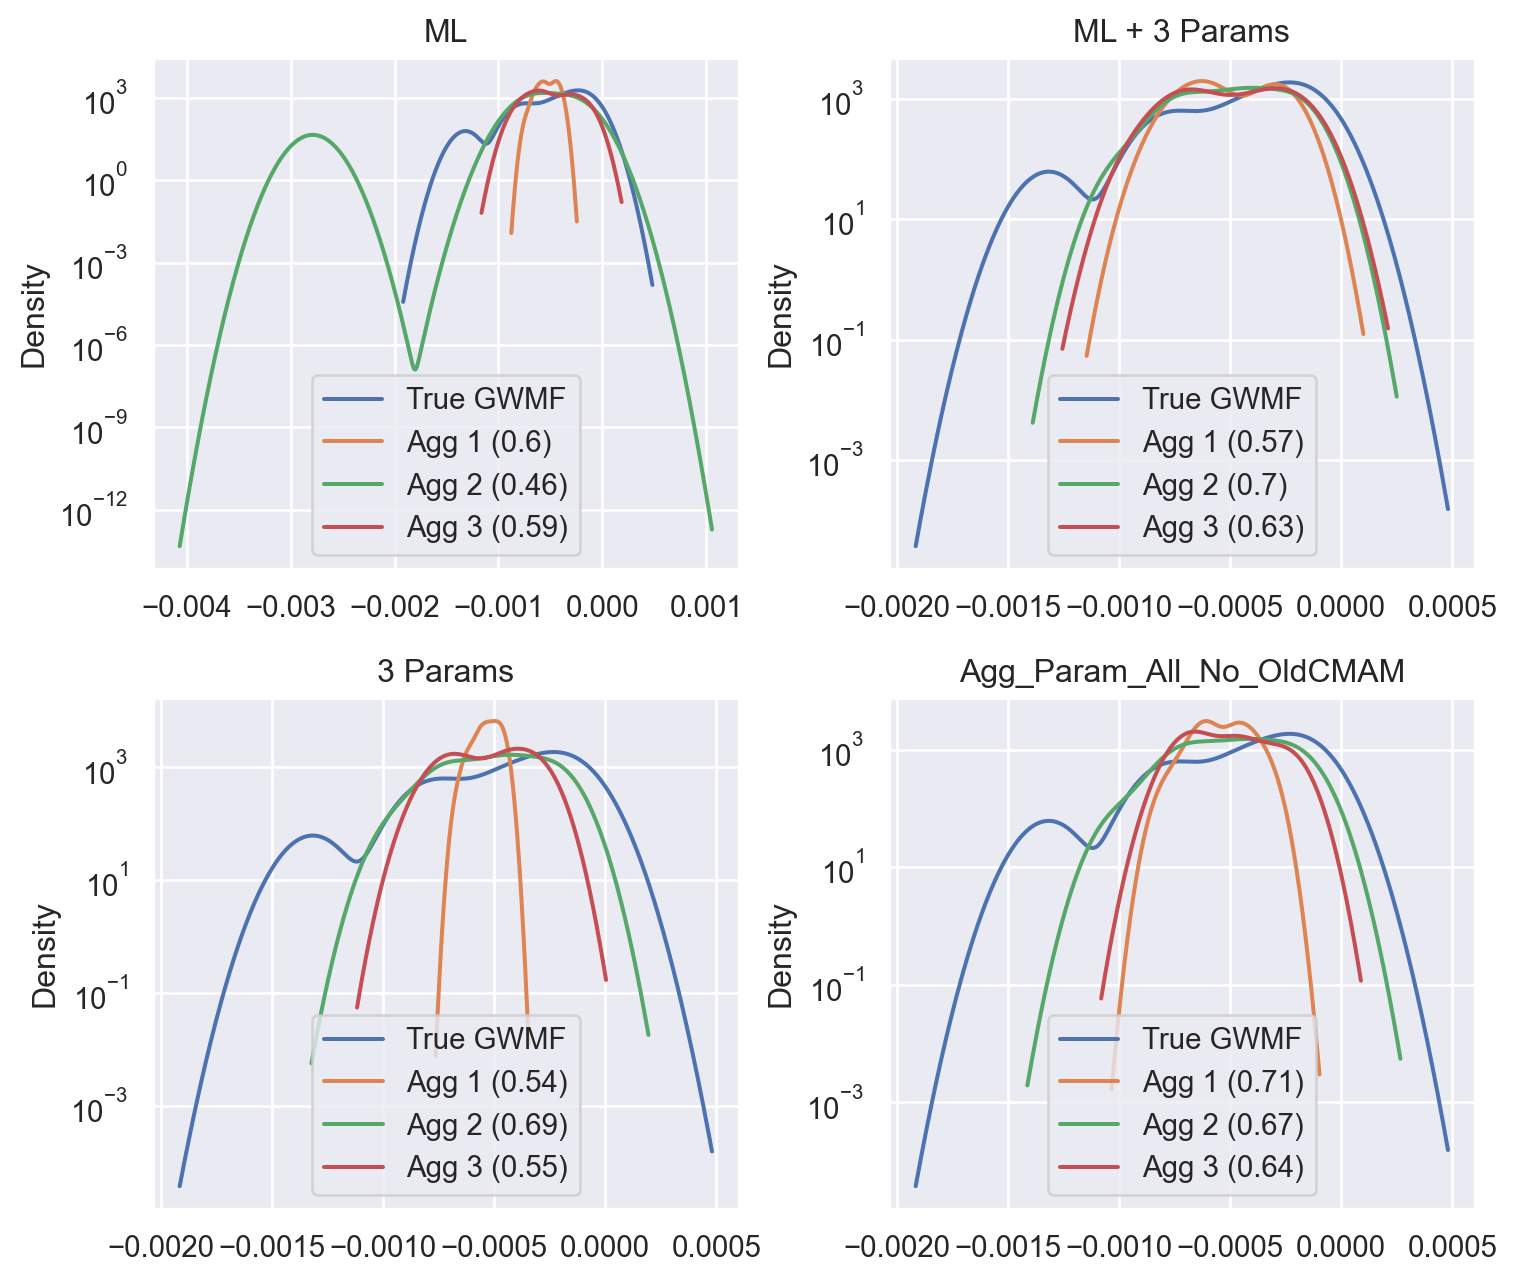 ML
Density
10^3
10^0
10^−3
10^−6
10^−9
10^−12
True GWMF
Agg 1 (0.6)
Agg 2 (0.46)
Agg 3 (0.59)
−0.004 −0.003 −0.002 −0.001 0.000 0.001
ML + 3 Params
Density
10^3
10^1
10^−1
10^−3
True GWMF
Agg 1 (0.57)
Agg 2 (0.7)
Agg 3 (0.63)
−0.0020 −0.0015 −0.0010 −0.0005 0.0000 0.0005
3 Params
Density
10^3
10^1
10^−1
10^−3
True GWMF
Agg 1 (0.54)
Agg 2 (0.69)
Agg 3 (0.55)
−0.0020 −0.0015 −0.0010 −0.0005 0.0000 0.0005
Agg_Param_All_No_OldCMAM
Density
10^3
10^1
10^−1
10^−3
True GWMF
Agg 1 (0.71)
Agg 2 (0.67)
Agg 3 (0.64)
−0.0020 −0.0015 −0.0010 −0.0005 0.0000 0.0005